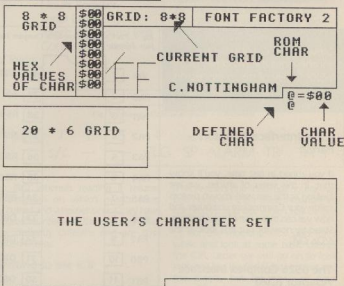 8 * 8
GRID
$00
$00
$00
$00
$00
$00
$00
$00
GRID: 8*8
FONT FACTORY 2
HEX
VALUES
OF CHAR
CURRENT GRID
ROM
CHAR
FF
C.NOTTINGHAM
@=$00
@
20 * 6 GRID
DEFINED
CHAR
CHAR
VALUE
THE USER'S CHARACTER SET